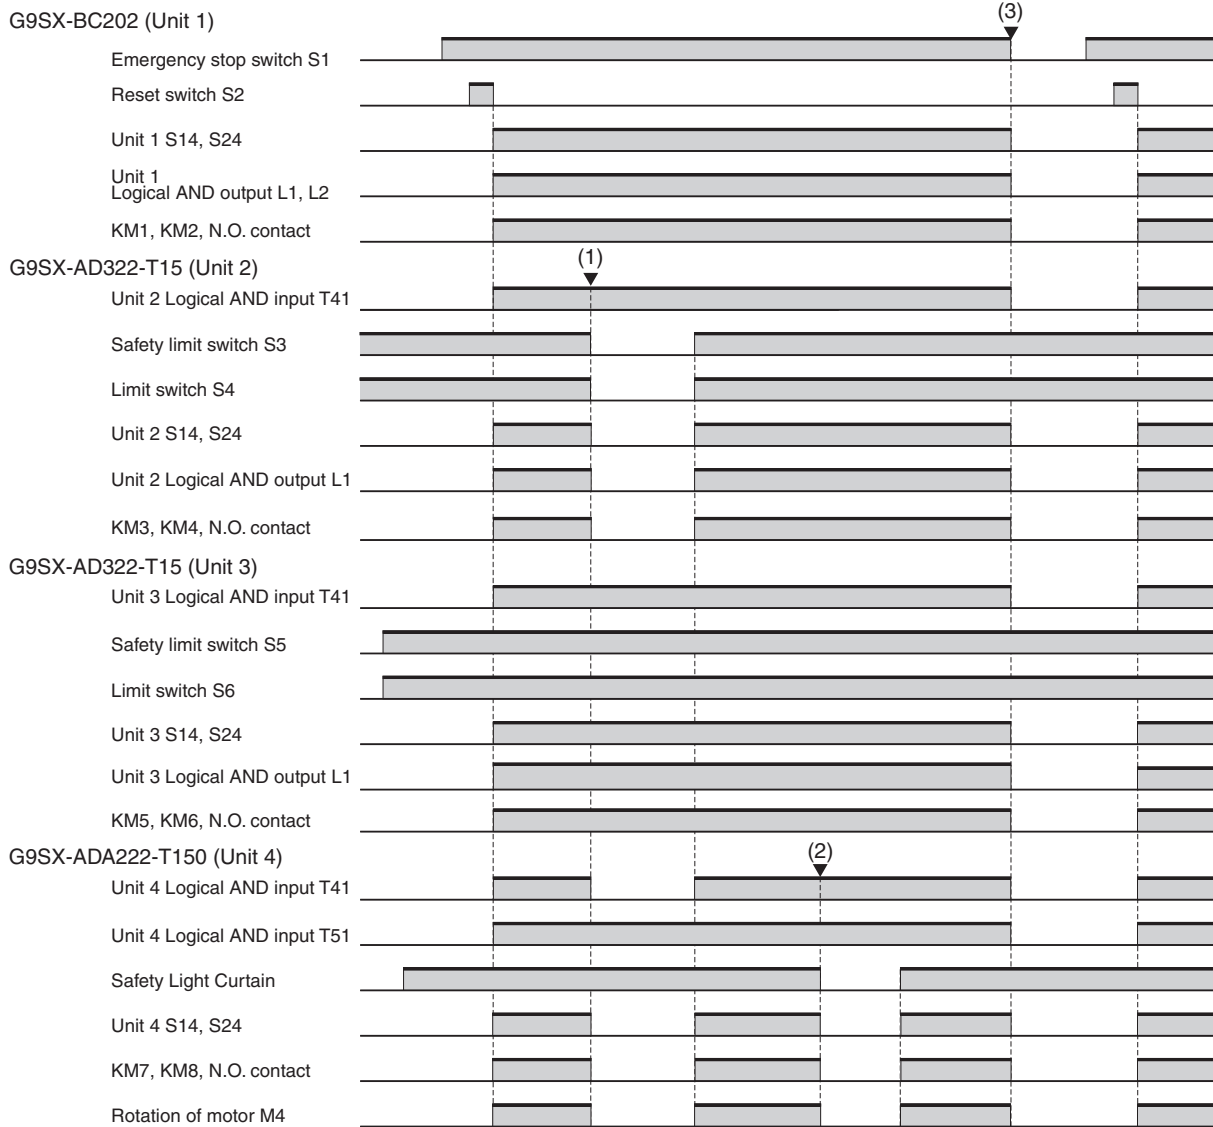 (3)
G9SX-BC202 (Unit 1)
Emergency stop switch S1
Reset switch S2
Unit 1 S14, S24
Unit 1
Logical AND output L1, L2
KM1, KM2, N.O. contact
(1)
G9SX-AD322-T15 (Unit 2)
Unit 2 Logical AND input T41
Safety limit switch S3
Limit switch S4
Unit 2 S14, S24
Unit 2 Logical AND output L1
KM3, KM4, N.O. contact
G9SX-AD322-T15 (Unit 3)
Unit 3 Logical AND input T41
Safety limit switch S5
Limit switch S6
Unit 3 S14, S24
Unit 3 Logical AND output L1
KM5, KM6, N.O. contact
(2)
G9SX-ADA222-T150 (Unit 4)
Unit 4 Logical AND input T41
Unit 4 Logical AND input T51
Safety Light Curtain
Unit 4 S14, S24
KM7, KM8, N.O. contact
Rotation of motor M4